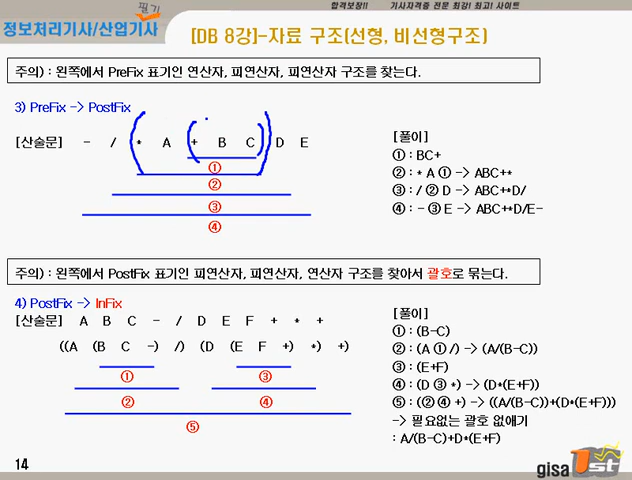 합격보장!! 기사자격증 전문 최강! 최고! 사이트
필기
정보처리기사/산업기사
[DB 8강]-자료 구조(선형, 비선형구조)
주의) : 왼쪽에서 PreFix 표기인 연산자, 피연산자, 피연산자 구조를 찾는다.
3) PreFix -> PostFix
[산술문] - / * A + B C D E
①
②
③
④
[풀이]
① : BC+
② : * A ① -> ABC+*
③ : / ② D -> ABC+*D/
④ : - ③ E -> ABC+*D/E-
주의) : 왼쪽에서 PostFix 표기인 피연산자, 피연산자, 연산자 구조를 찾아서 괄호로 묶는다.
4) PostFix -> InFix
[산술문] A B C - / D E F + * +
((A (B C -) /) (D (E F +) *) +)
① ③
② ④
⑤
[풀이]
① : (B-C)
② : (A ① /) -> (A/(B-C))
③ : (E+F)
④ : (D ③ *) -> (D*(E+F))
⑤ : (② ④ +) -> ((A/(B-C))+(D*(E+F)))
-> 필요없는 괄호 없애기
: A/(B-C)+D*(E+F)
14
gisa 1st